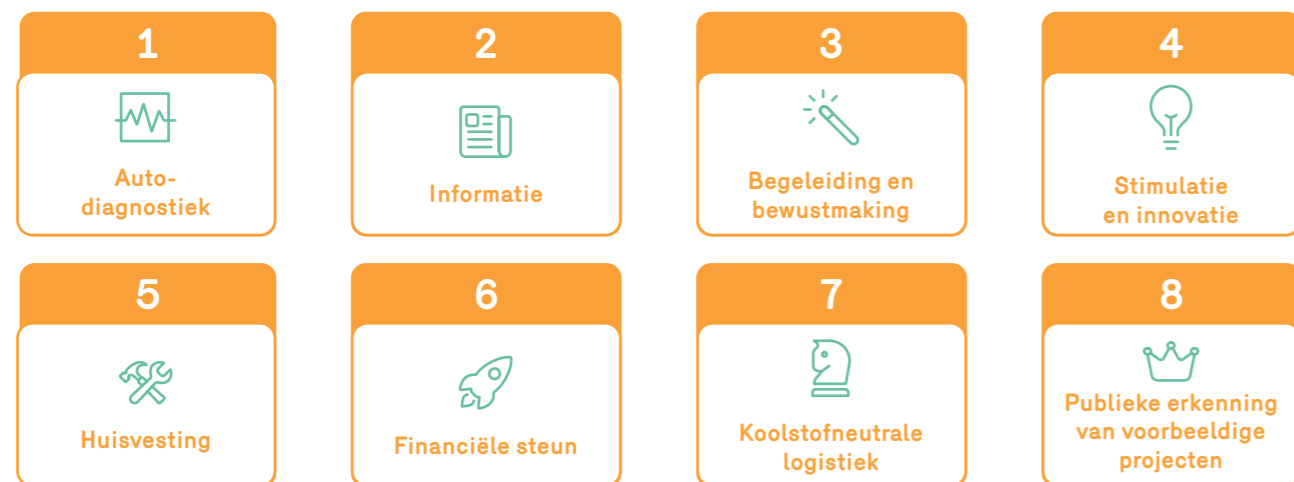 1
Auto-
diagnostiek
2
Informatie
3
Begeleiding en
bewustmaking
4
Stimulatie
en innovatie
5
Huisvesting
6
Financiële steun
7
Koolstofneutrale
logistiek
8
Publieke erkenning
van voorbeeldige
projecten